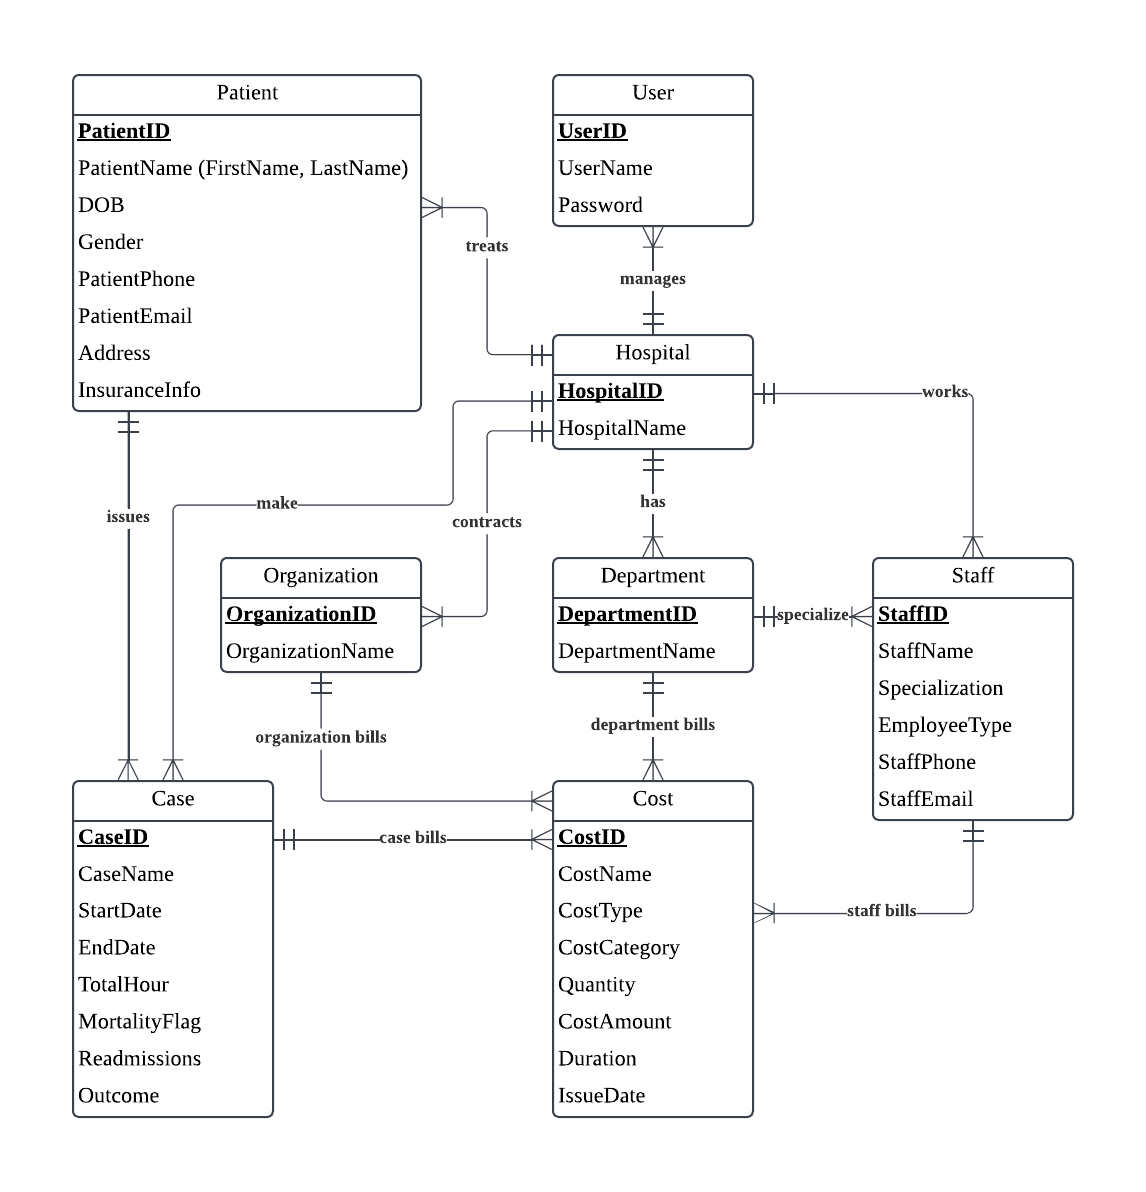 Patient
PatientID
PatientName (FirstName, LastName)
DOB
Gender
PatientPhone
PatientEmail
Address
InsuranceInfo
User
UserID
UserName
Password
treats
manages
Hospital
HospitalID
HospitalName
works
issues
make
contracts
has
Organization
OrganizationID
OrganizationName
Department
DepartmentID
DepartmentName
specialize
Staff
StaffID
StaffName
Specialization
EmployeeType
StaffPhone
StaffEmail
organization bills
department bills
Case
CaseID
CaseName
StartDate
EndDate
TotalHour
MortalityFlag
Readmissions
Outcome
case bills
Cost
CostID
CostName
CostType
CostCategory
Quantity
CostAmount
Duration
IssueDate
staff bills